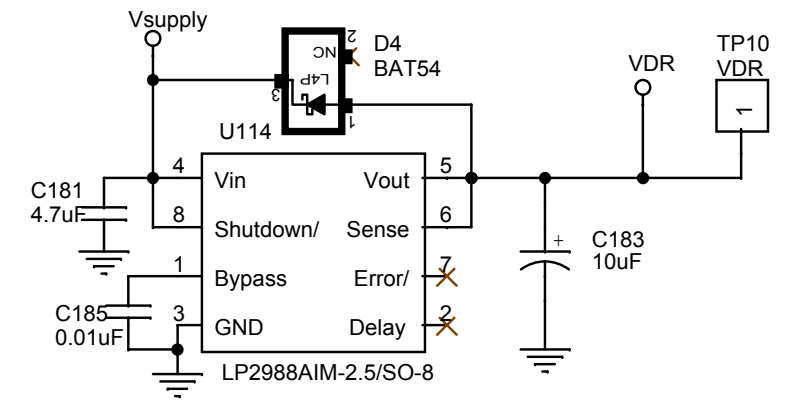 Vsupply
2
NC
D4
BAT54
L4P
3
1
VDR
TP10
VDR
1
U114
4
Vin
Vout
5
C181
4.7uF
8
Shutdown/
Sense
6
+
C183
10uF
1
Bypass
Error/
7
C185
0.01uF
3
GND
Delay
2
LP2988AIM-2.5/SO-8